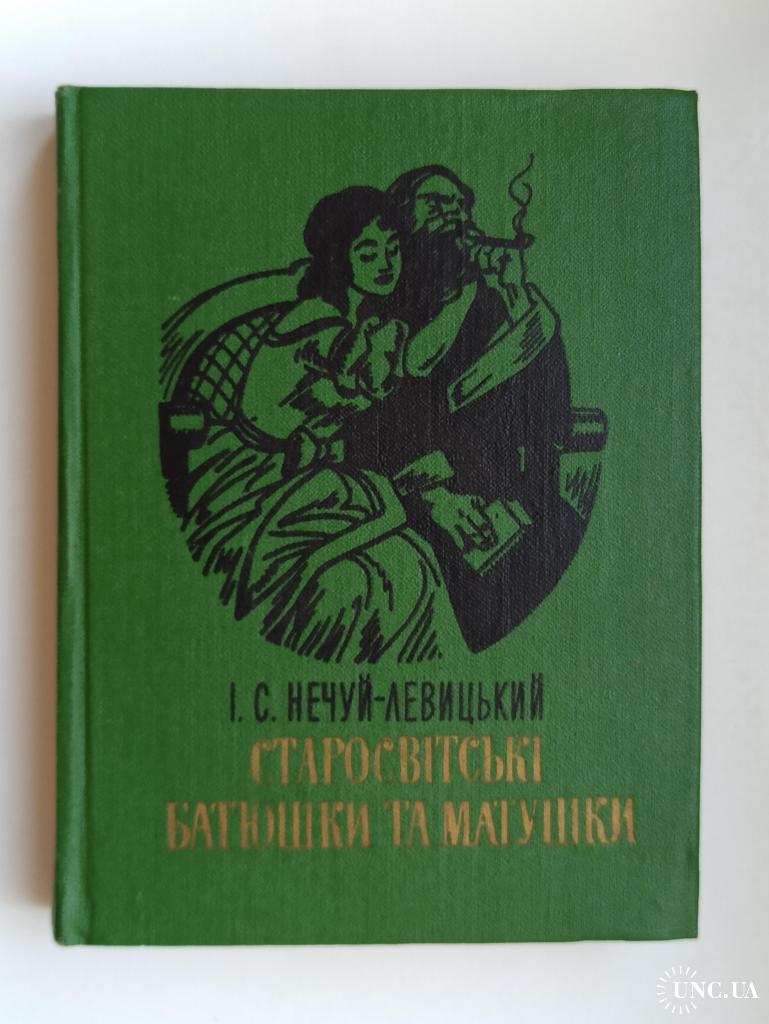 І. С. НЕЧУЙ-ЛЕВИЦЬКИЙ
СТАРОСВІТСЬКІ
БАТЮШКИ ТА МАТУШКИ
UNC.UA